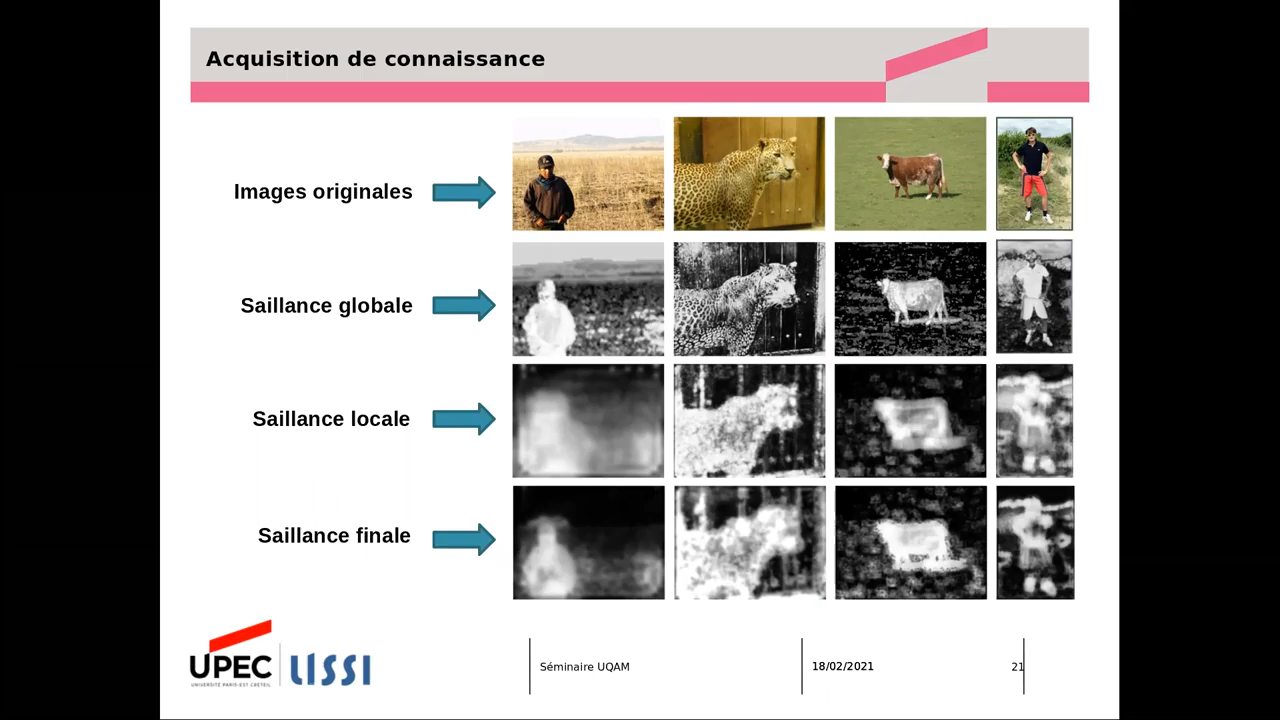 Acquisition de connaissance
Images originales
Saillance globale
Saillance locale
Saillance finale
UPEC
UNIVERSITÉ PARIS-EST CRÉTEIL
LISSI
Séminaire UQAM
18/02/2021
21